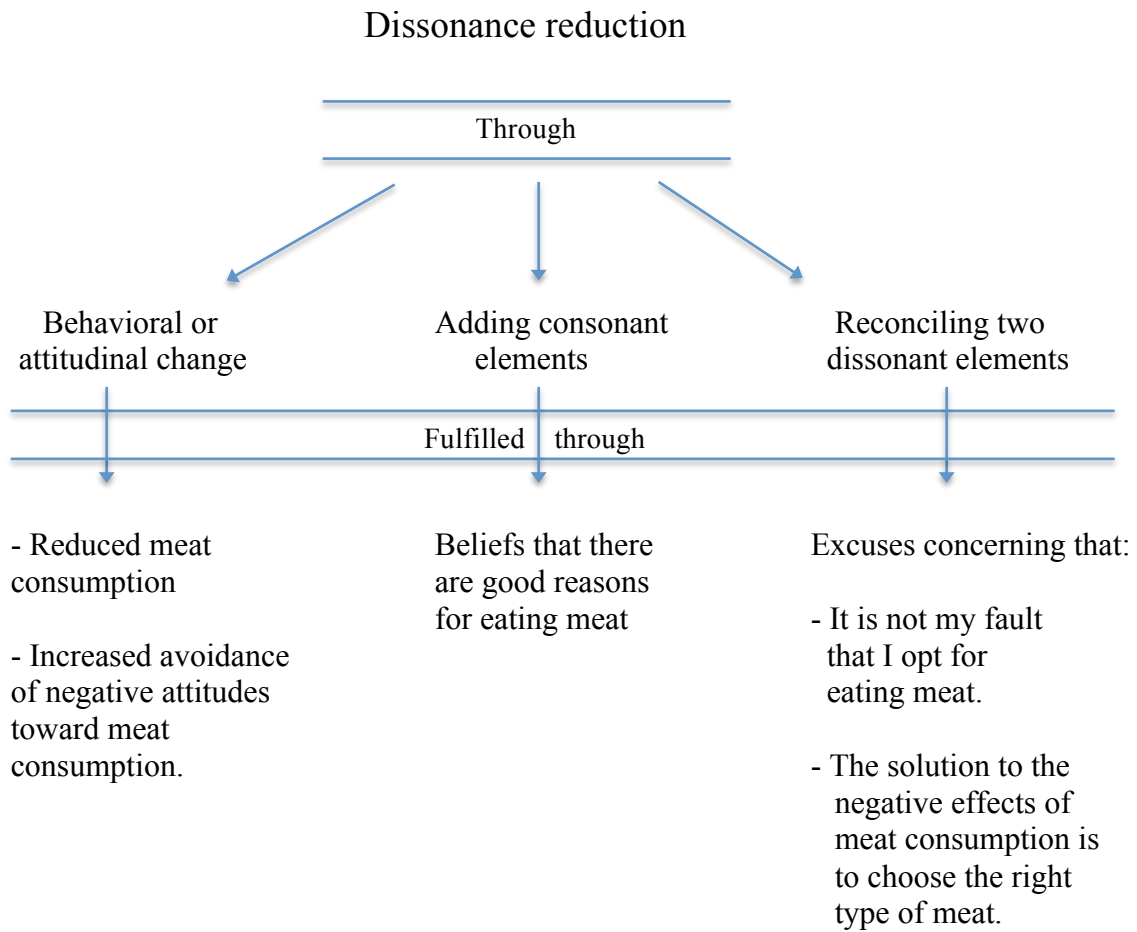 Dissonance reduction
Through
Behavioral or
attitudinal change
Adding consonant
elements
Reconciling two
dissonant elements
Fulfilled through
- Reduced meat
consumption
- Increased avoidance
of negative attitudes
toward meat
consumption.
Beliefs that there
are good reasons
for eating meat
Excuses concerning that:
- It is not my fault
that I opt for
eating meat.
- The solution to the
negative effects of
meat consumption is
to choose the right
type of meat.